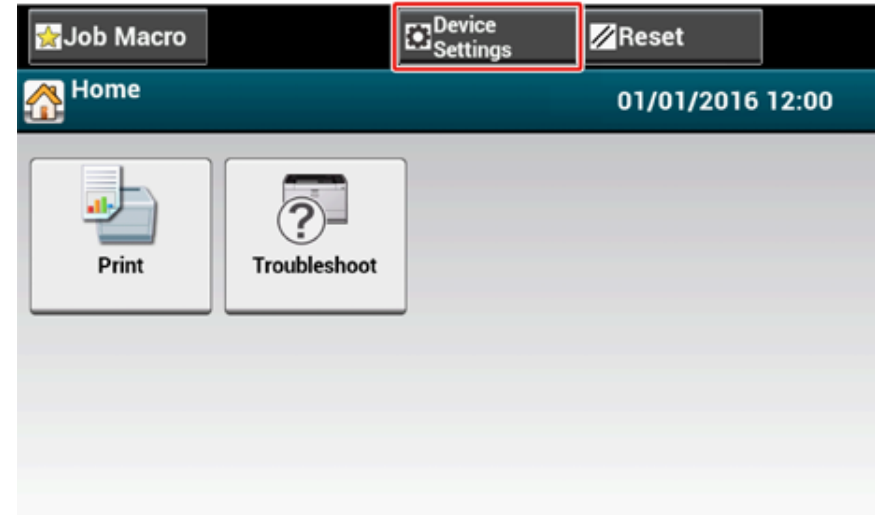 Job Macro
Device
Settings
Reset
Home
01/01/2016 12:00
Print
Troubleshoot